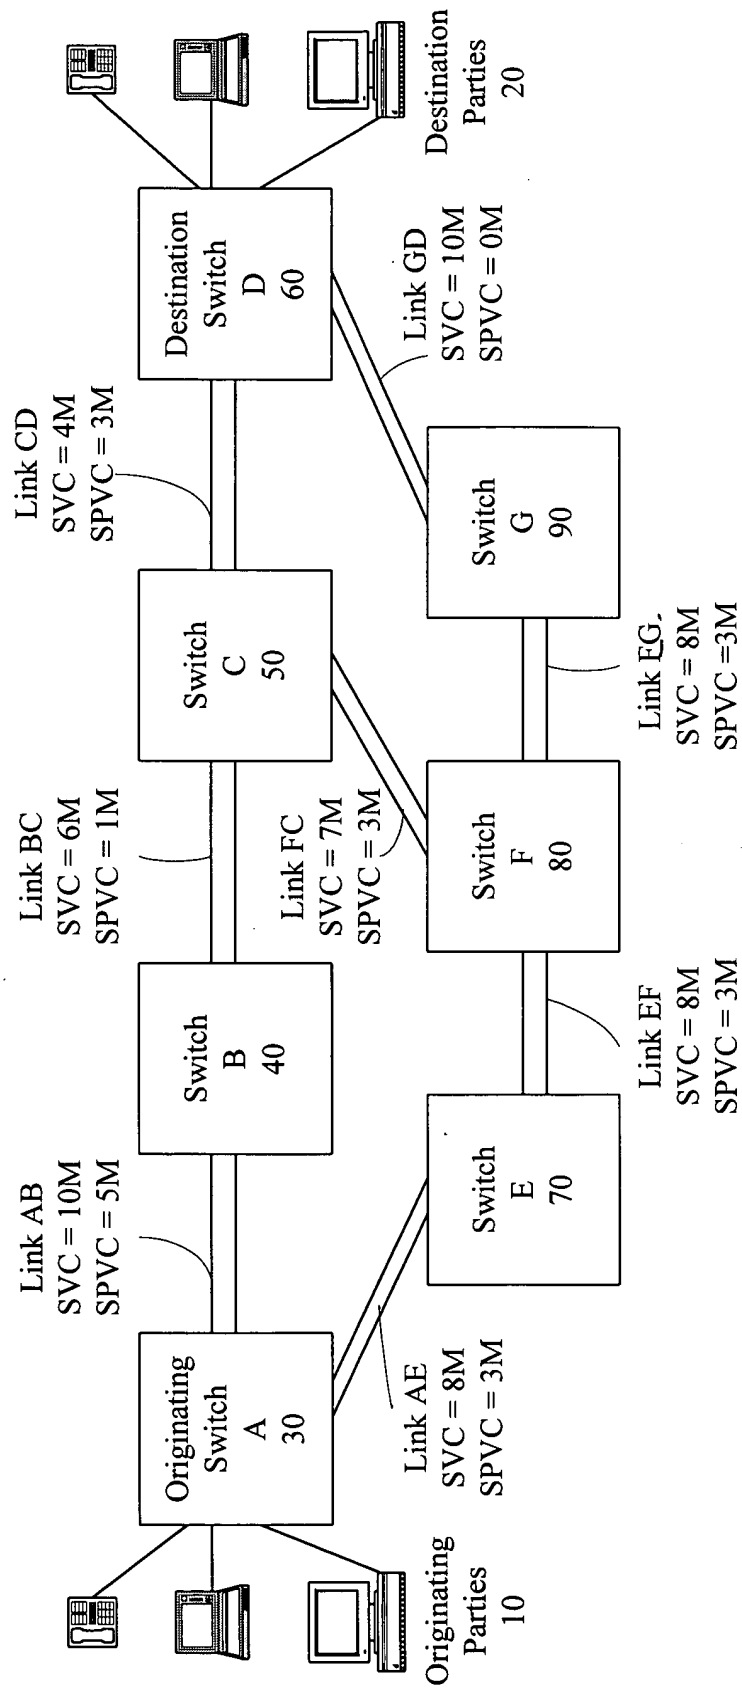 Originating
Parties
10
Originating
Switch
A
30
Link AB
SVC = 10M
SPVC = 5M
Switch
B
40
Link BC
SVC = 6M
SPVC = 1M
Switch
C
50
Link CD
SVC = 4M
SPVC = 3M
Destination
Switch
D
60
Destination
Parties
20
Link AE
SVC = 8M
SPVC = 3M
Switch
E
70
Link EF
SVC = 8M
SPVC = 3M
Switch
F
80
Link FC
SVC = 7M
SPVC = 3M
Link FG
SVC = 8M
SPVC =3M
Switch
G
90
Link GD
SVC = 10M
SPVC = 0M